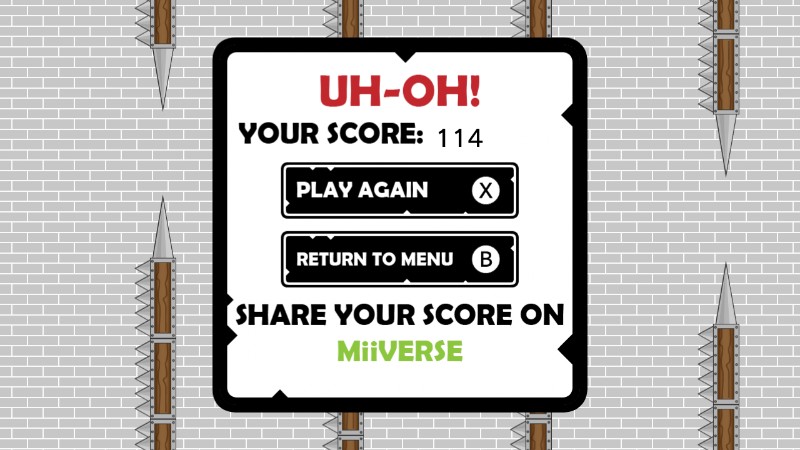 UH-OH!
YOUR SCORE: 114
PLAY AGAIN X
RETURN TO MENU B
SHARE YOUR SCORE ON
MiiVERSE